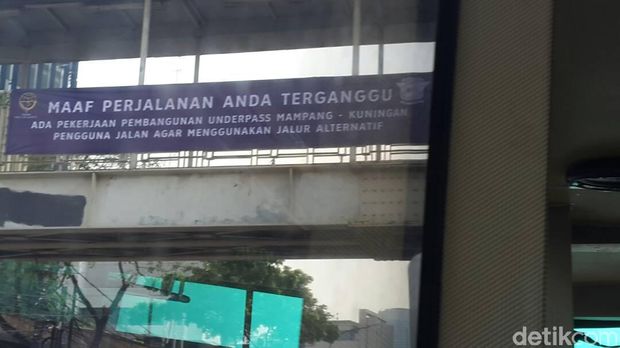 MAAF PERJALANAN ANDA TERGANGGU
ADA PEKERJAAN PEMBANGUNAN UNDERPASS MAMPANG - KUNINGAN
PENGGUNA JALAN AGAR MENGGUNAKAN JALUR ALTERNATIF
detikcom